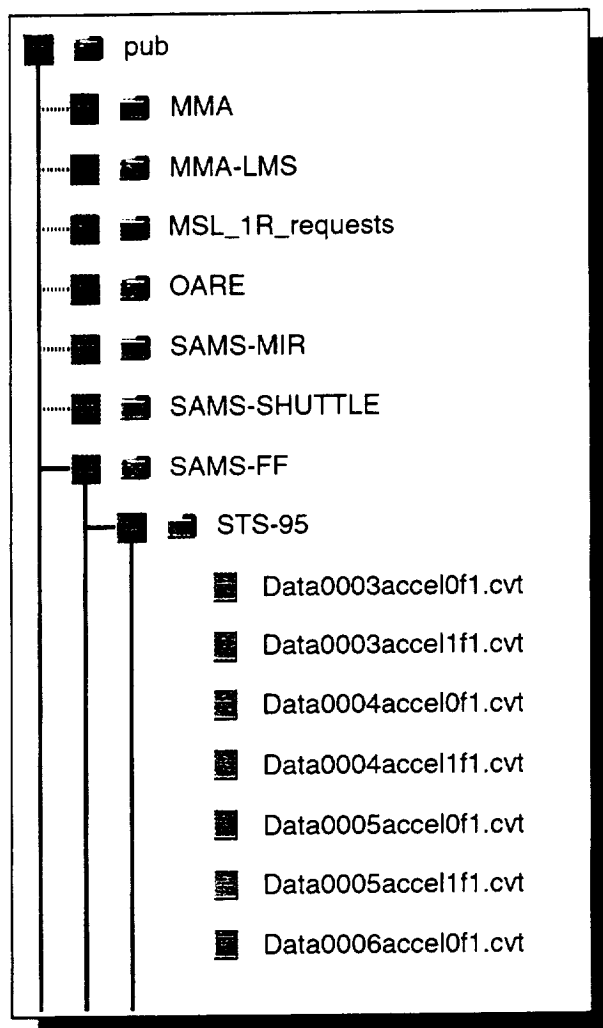 pub
MMA
MMA-LMS
MSL_1R_requests
OARE
SAMS-MIR
SAMS-SHUTTLE
SAMS-FF
STS-95
Data0003accel0f1.cvt
Data0003accel1f1.cvt
Data0004accel0f1.cvt
Data0004accel1f1.cvt
Data0005accel0f1.cvt
Data0005accel1f1.cvt
Data0006accel0f1.cvt